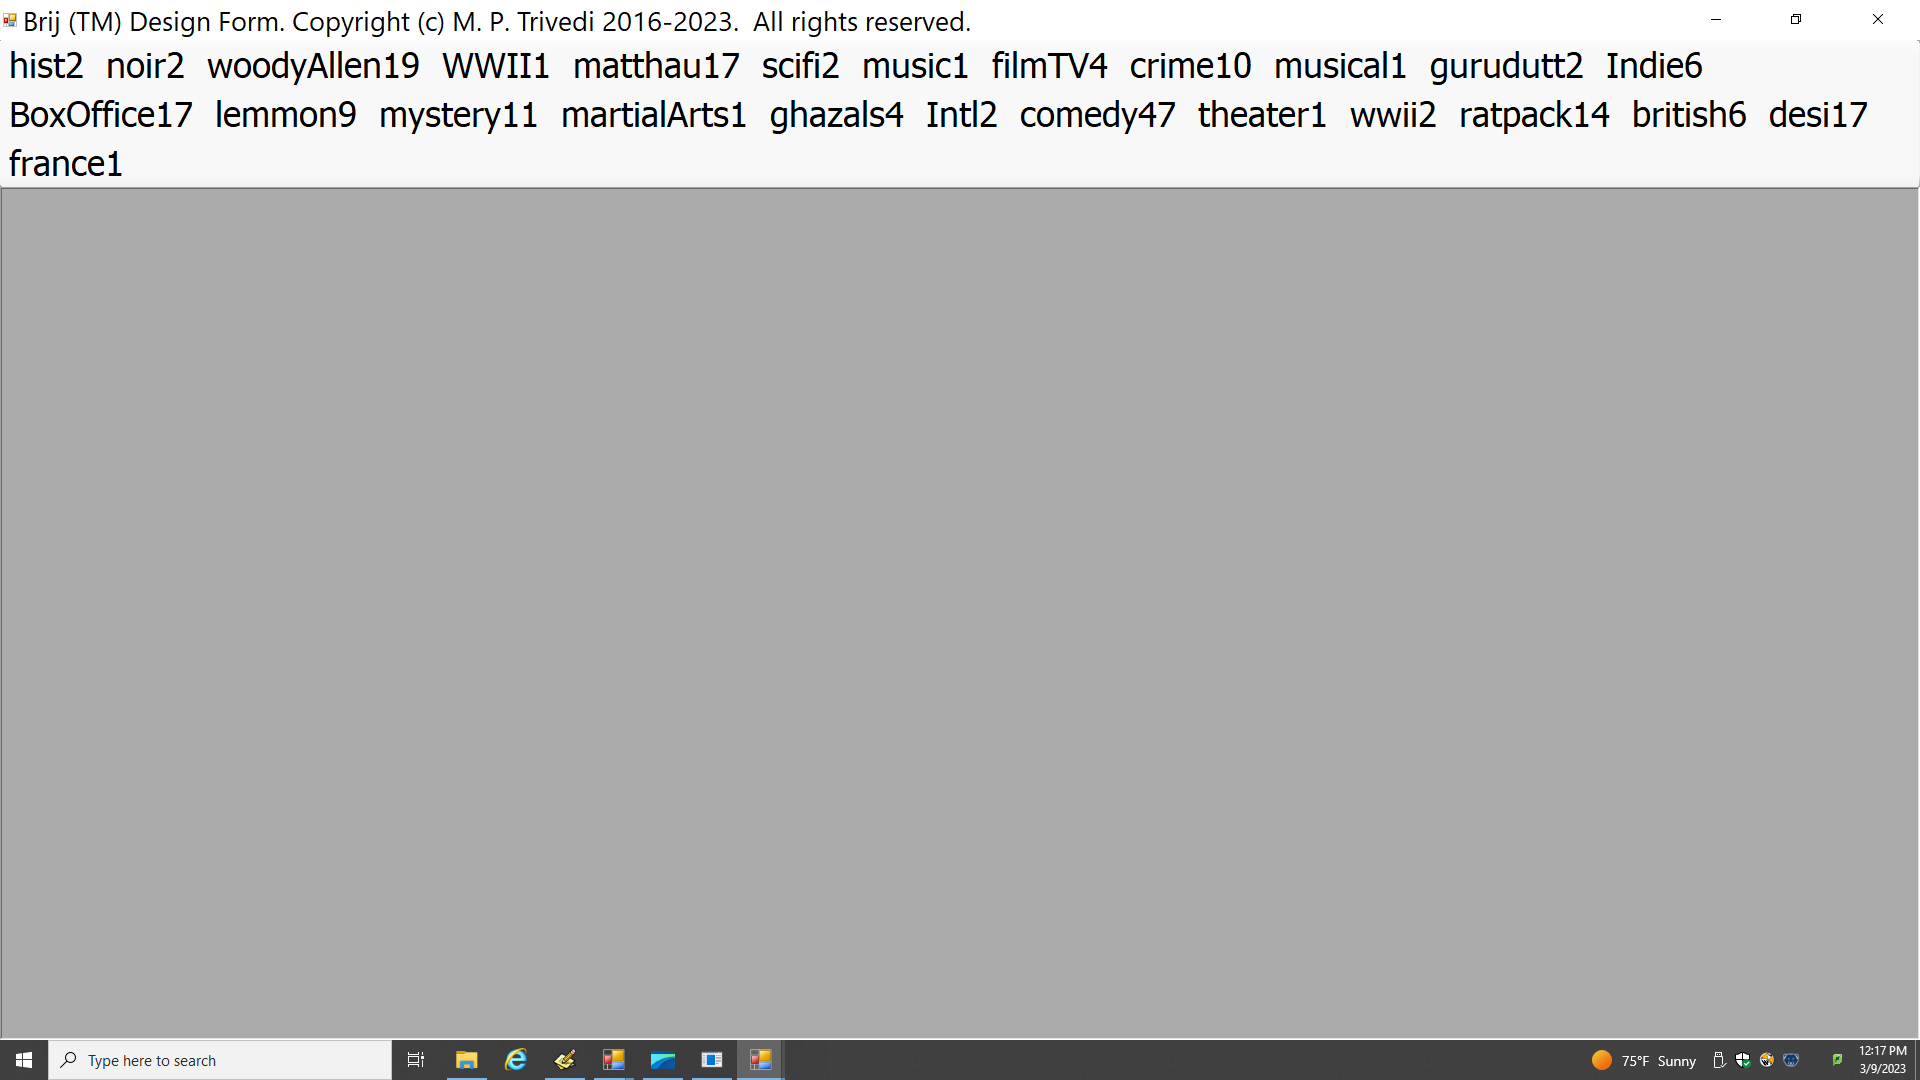 Brij (TM) Design Form. Copyright (c) M. P. Trivedi 2016-2023.  All rights reserved.
hist2  noir2  woodyAllen19  WWII1  matthau17  scifi2  music1  filmTV4  crime10  musical1  gurudutt2  Indie6
BoxOffice17  lemmon9  mystery11  martialArts1  ghazals4  Intl2  comedy47  theater1  wwii2  ratpack14  british6  desi17
france1
Type here to search
75°F  Sunny
12:17 PM
3/9/2023